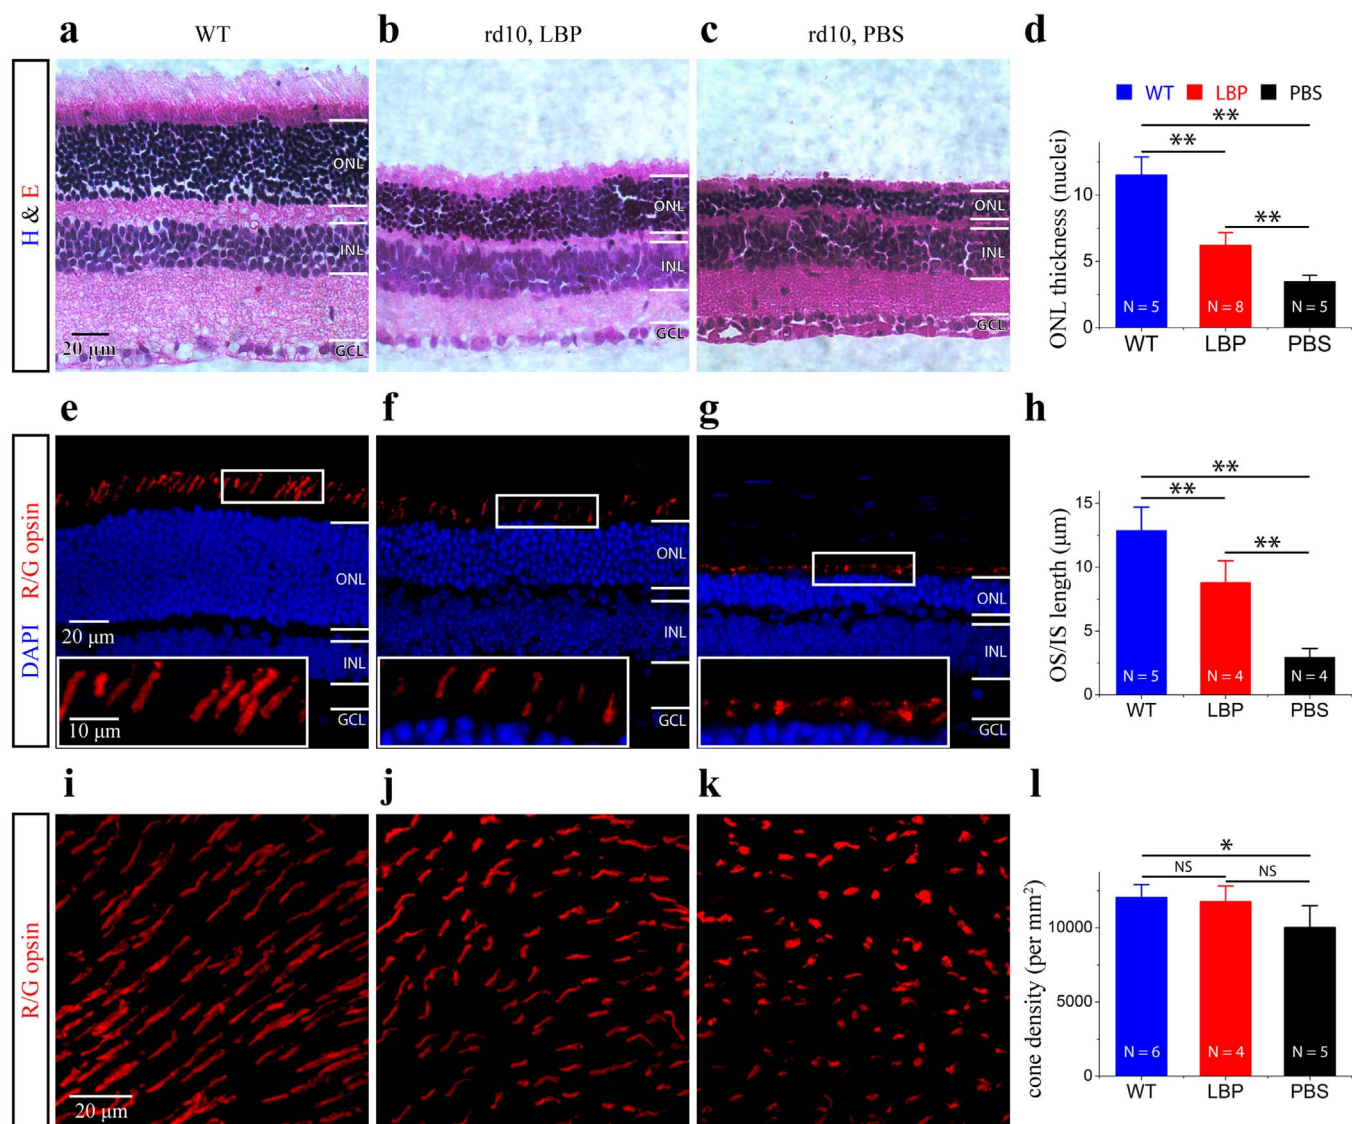 a WT
b rd10, LBP
c rd10, PBS
d
H & E
ONL
INL
GCL
20 μm
ONL
INL
GCL
ONL
INL
GCL
WT LBP PBS
**
**
**
ONL thickness (nuclei)
10
5
0
N = 5 N = 8 N = 5
WT LBP PBS
e f g h
DAPI R/G opsin
ONL
20 μm
INL
10 μm
GCL
ONL
INL
GCL
ONL
INL
GCL
**
**
**
OS/IS length (μm)
15
10
5
0
N = 5 N = 4 N = 4
WT LBP PBS
i j k l
R/G opsin
20 μm
*
NS NS
cone density (per mm²)
10000
5000
0
N = 6 N = 4 N = 5
WT LBP PBS